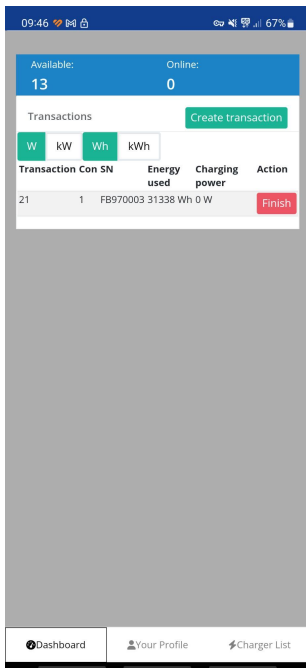 09:46 67%
Available: Online:
13 0
Transactions Create transaction
W kW Wh kWh
Transaction Con SN Energy used Charging power Action
21 1 FB970003 31338 Wh 0 W Finish
Dashboard Your Profile Charger List